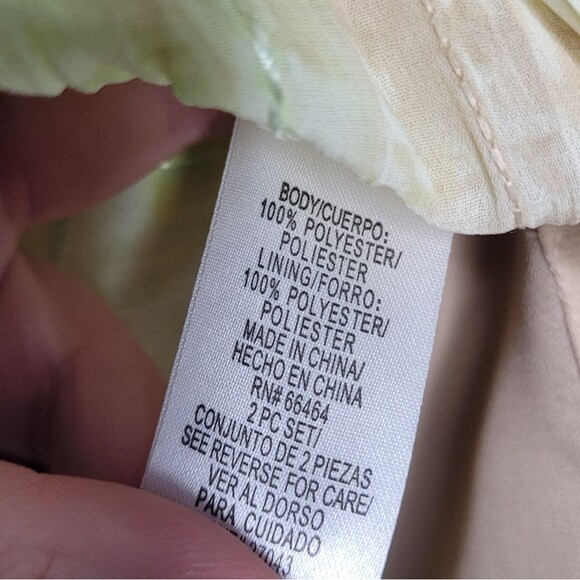 BODY/CUERPO:
100% POLYESTER/
POLIESTER
LINING/FORRO:
100% POLYESTER/
POLIESTER
MADE IN CHINA/
HECHO EN CHINA
RN# 66464
2 PC SET/
CONJUNTO DE 2 PIEZAS
SEE REVERSE FOR CARE/
VER AL DORSO
PARA CUIDADO